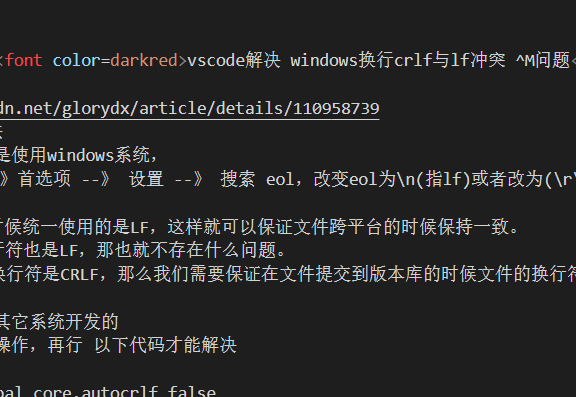 <font color=darkred>vscode解决 windows换行crlf与lf冲突 ^M问题<
dn.net/glorydx/article/details/110958739
是使用windows系统，
》首选项 --》 设置 --》 搜索 eol，改变eol为\n(指lf)或者改为(\r\
候统一使用的是LF，这样就可以保证文件跨平台的时候保持一致。
行符也是LF，那也就不存在什么问题。
换行符是CRLF，那么我们需要保证在文件提交到版本库的时候文件的换行符
其它系统开发的
操作，再行 以下代码才能解决
bal core.autocrlf false